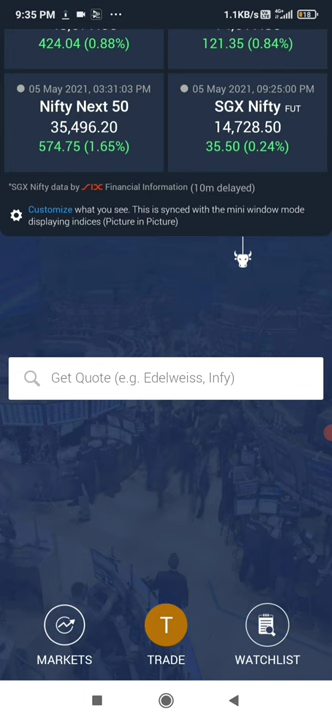 9:35 PM ... 1.1KB/s 4G+ 18
424.04 (0.88%)
121.35 (0.84%)
05 May 2021, 03:31:03 PM
Nifty Next 50
35,496.20
574.75 (1.65%)
05 May 2021, 09:25:00 PM
SGX Nifty FUT
14,728.50
35.50 (0.24%)
*SGX Nifty data by SIX Financial Information (10m delayed)
Customize what you see. This is synced with the mini window mode
displaying indices (Picture in Picture)
Get Quote (e.g. Edelweiss, Infy)
T
MARKETS
TRADE
WATCHLIST